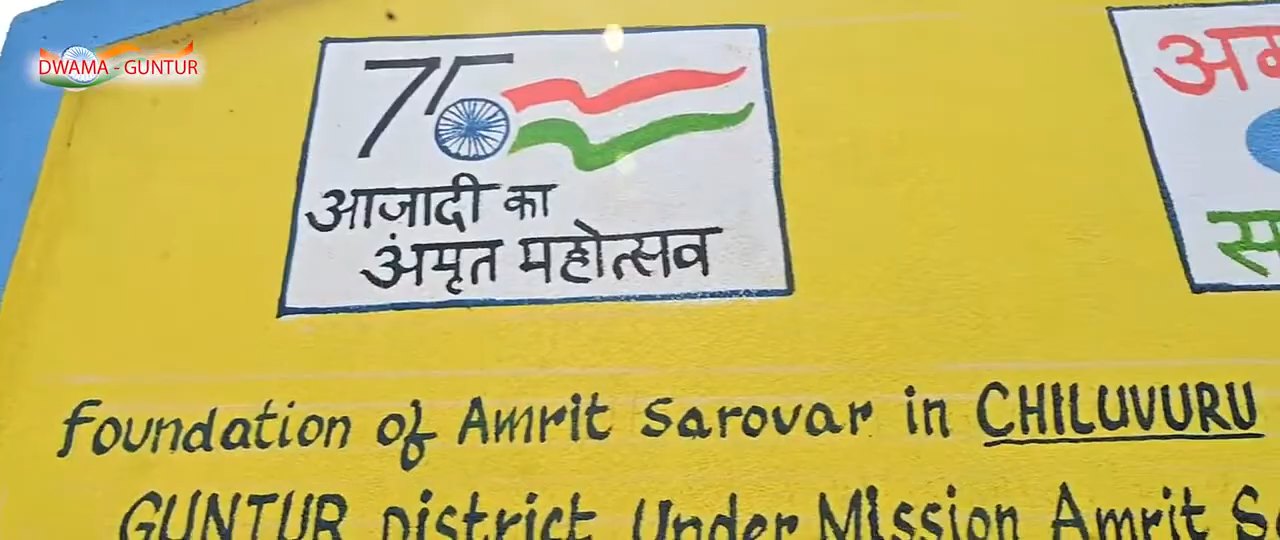 DWAMA - GUNTUR
75
आज़ादी का
अमृत महोत्सव
foundation of Amrit Sarovar in CHILUVURU
GUNTUR District Under Mission Amrit